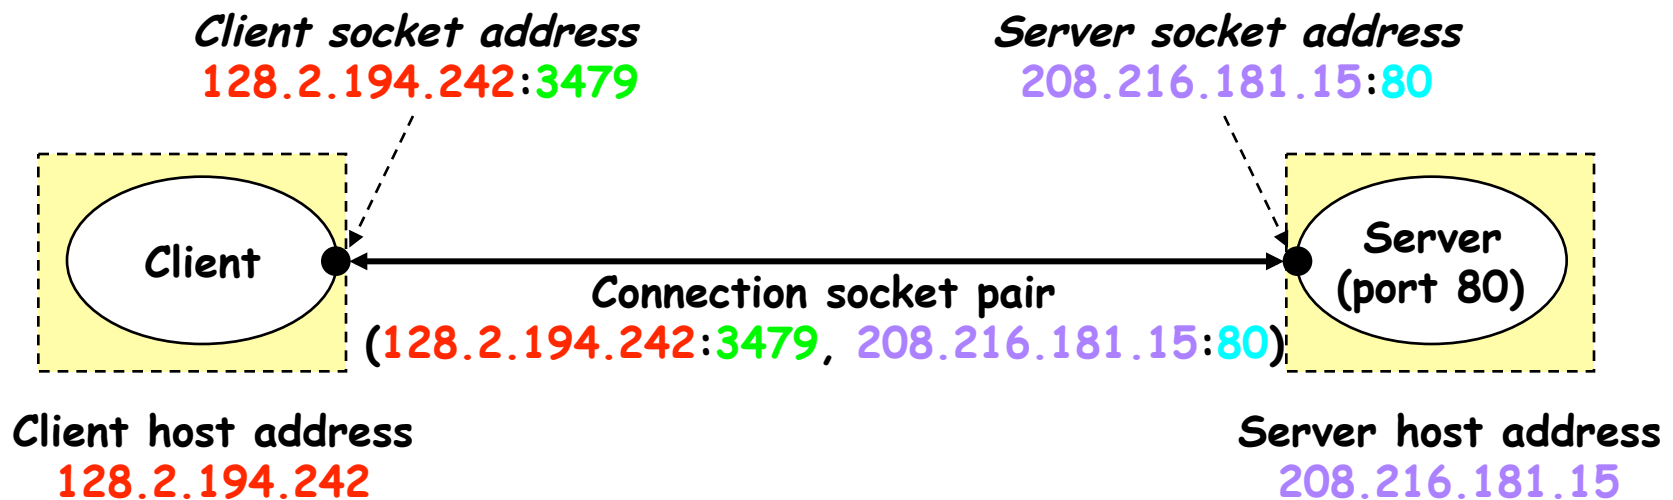 Client socket address
128.2.194.242:3479
Server socket address
208.216.181.15:80
Client
Server
(port 80)
Connection socket pair
(128.2.194.242:3479, 208.216.181.15:80)
Client host address
128.2.194.242
Server host address
208.216.181.15